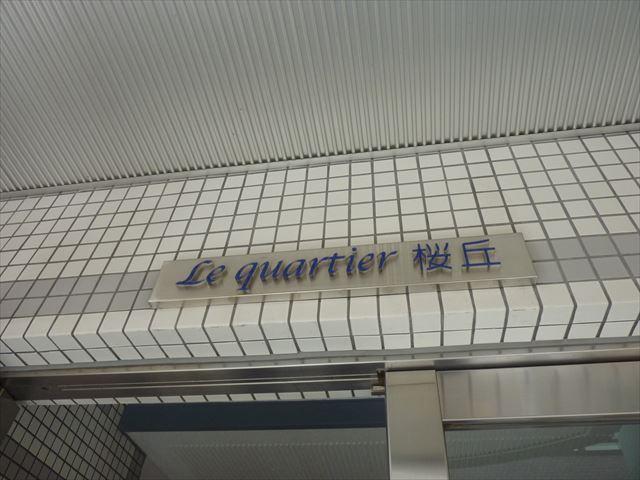 Le quartier 桜丘